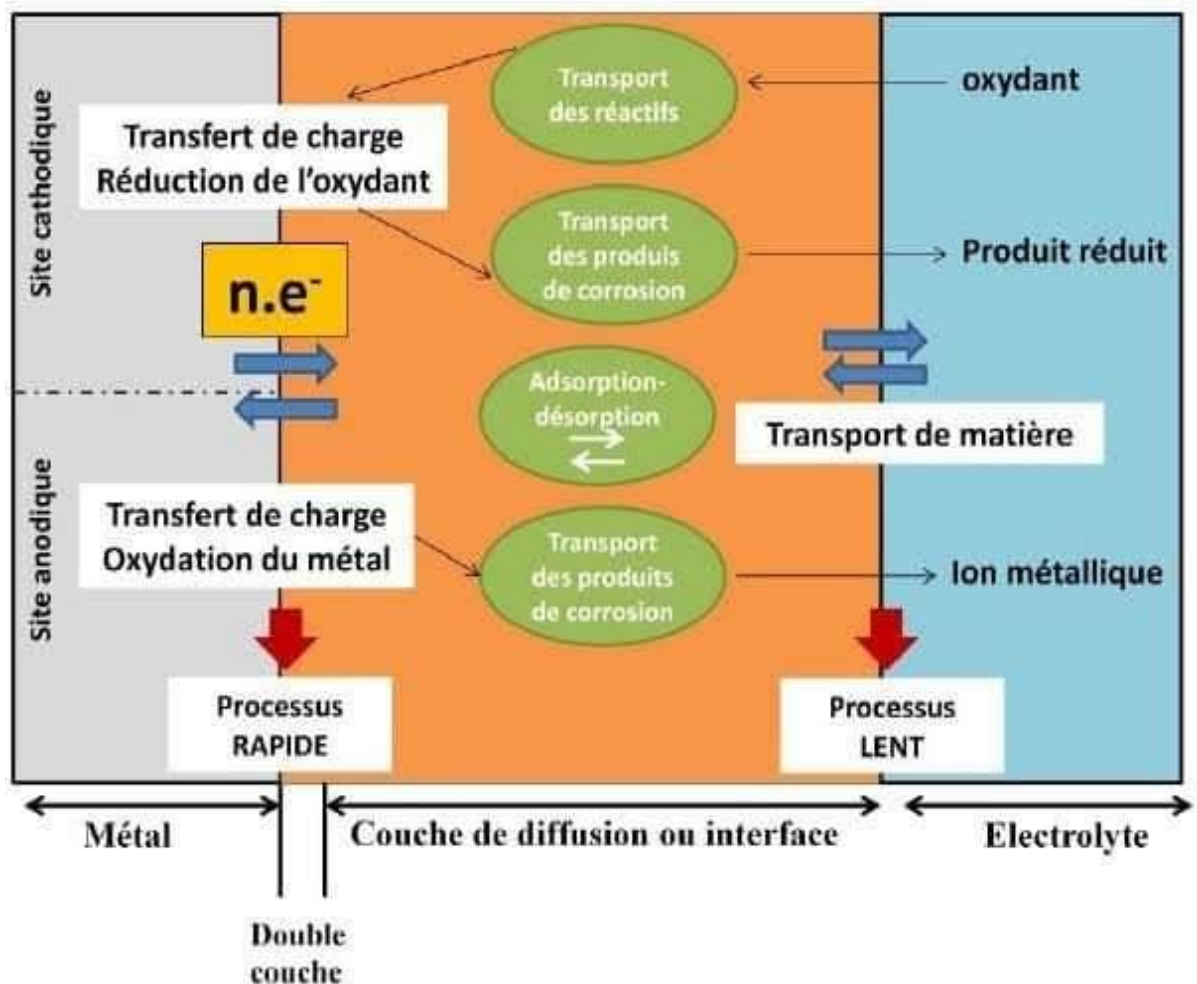 Site cathodique
Transport
des réactifs
oxydant
Transfert de charge
Réduction de l'oxydant
Transport
des produis
de corrosion
Produit réduit
n.e⁻
Adsorption-
désorption
Transport de matière
Site anodique
Transfert de charge
Oxydation du métal
Transport
des produits
de corrosion
Ion métallique
Processus
RAPIDE
Processus
LENT
Métal
Couche de diffusion ou interface
Electrolyte
Double
couche